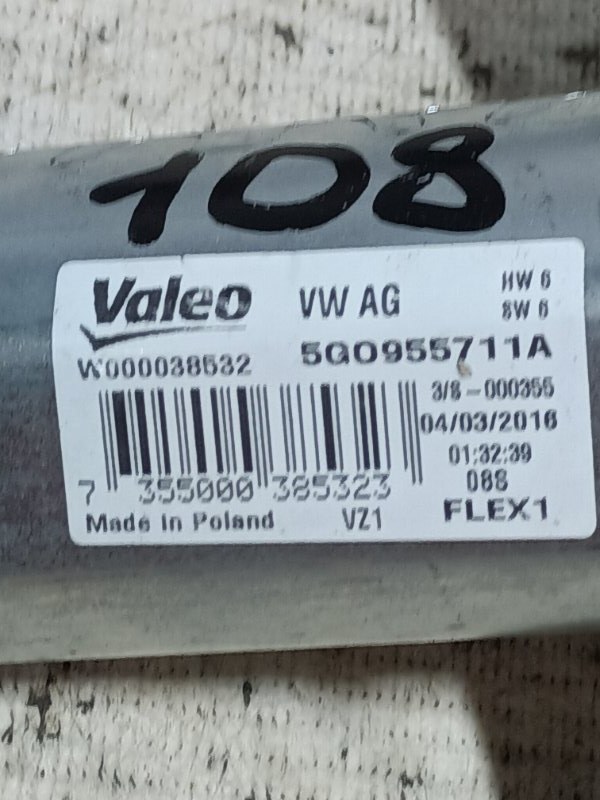 108
Valeo VW AG HW 6
SW 6
W000038532 5G0955711A
3/8-000355
04/03/2016
01:32:39
7 355000 385323 088
Made in Poland VZ1 FLEX1